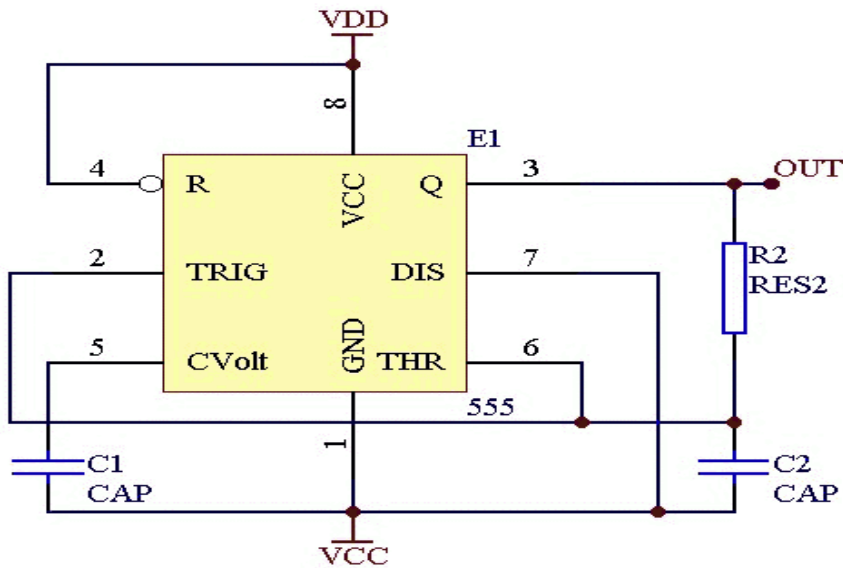 VDD
8
E1
4
R
VCC
Q
3
OUT
2
TRIG
DIS
7
R2
RES2
5
CVolt
GND
THR
6
555
1
C1
CAP
C2
CAP
VCC